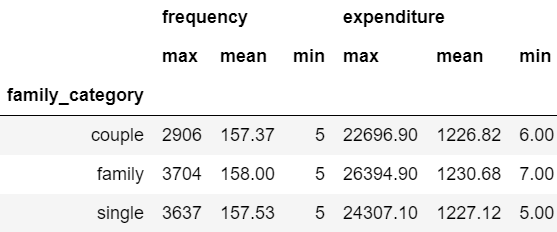 frequency expenditure
max mean min max mean min
family_category
couple 2906 157.37 5 22696.90 1226.82 6.00
family 3704 158.00 5 26394.90 1230.68 7.00
single 3637 157.53 5 24307.10 1227.12 5.00